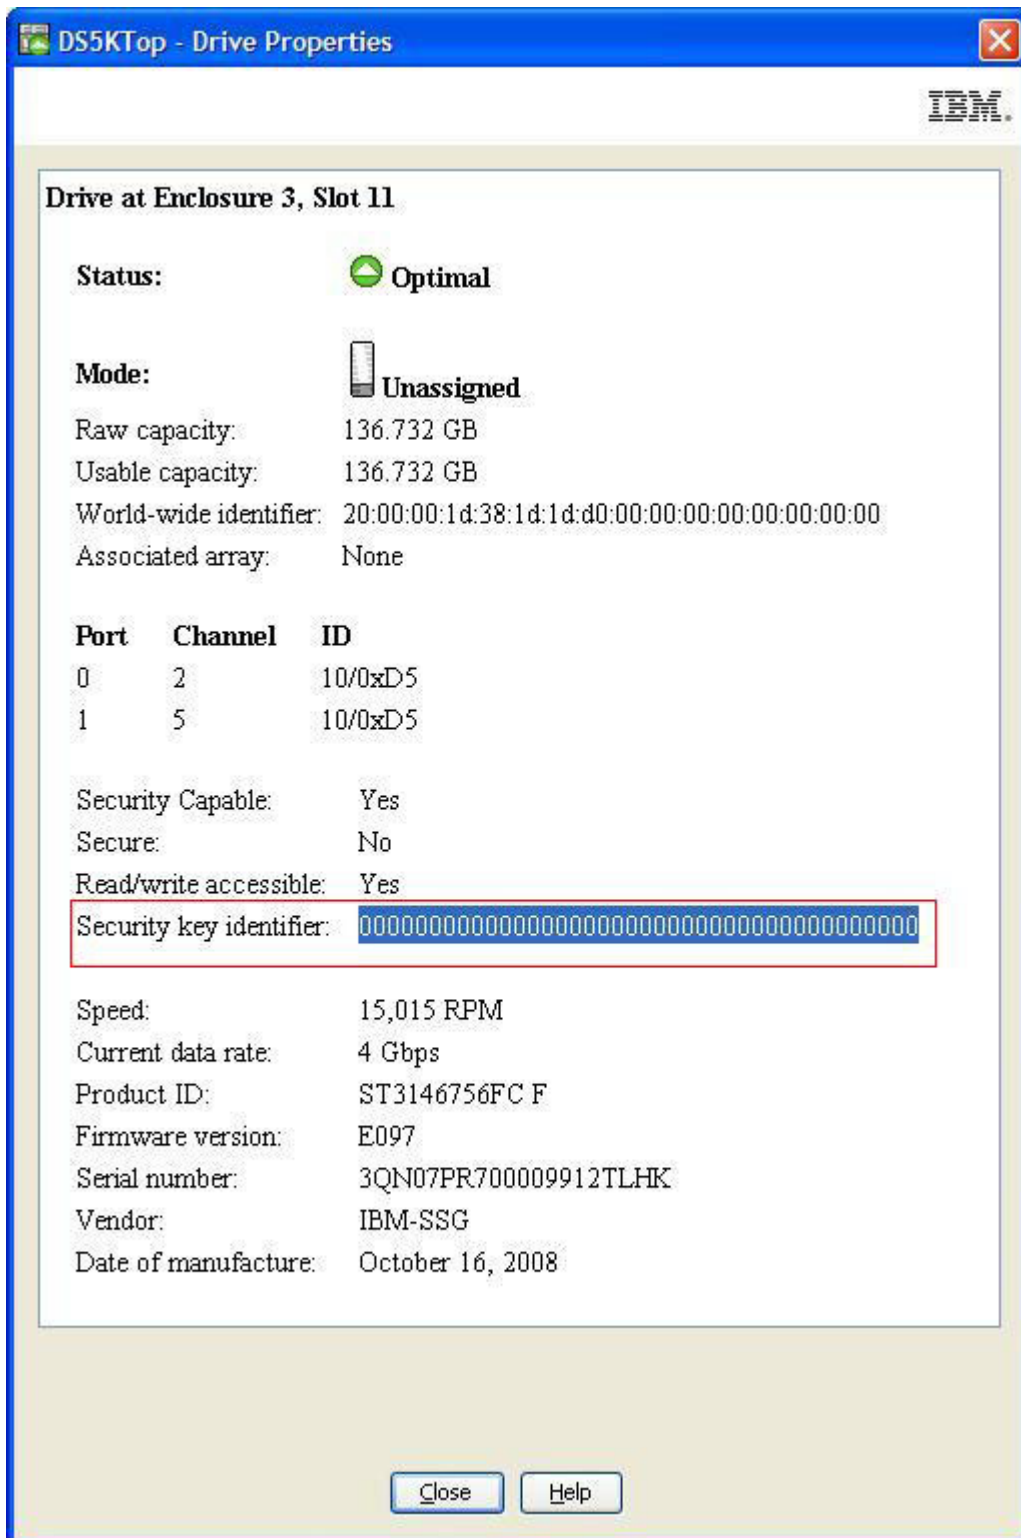 DS5KTop - Drive Properties
IBM.
Drive at Enclosure 3, Slot 11
Status: Optimal
Mode: Unassigned
Raw capacity: 136.732 GB
Usable capacity: 136.732 GB
World-wide identifier: 20:00:00:1d:38:1d:1d:d0:00:00:00:00:00:00:00:00
Associated array: None
Port Channel ID
0 2 10/0xD5
1 5 10/0xD5
Security Capable: Yes
Secure: No
Read/write accessible: Yes
Security key identifier: 0000000000000000000000000000000000000000
Speed: 15,015 RPM
Current data rate: 4 Gbps
Product ID: ST3146756FC F
Firmware version: E097
Serial number: 3QN07PR700009912TLHK
Vendor: IBM-SSG
Date of manufacture: October 16, 2008
Close Help